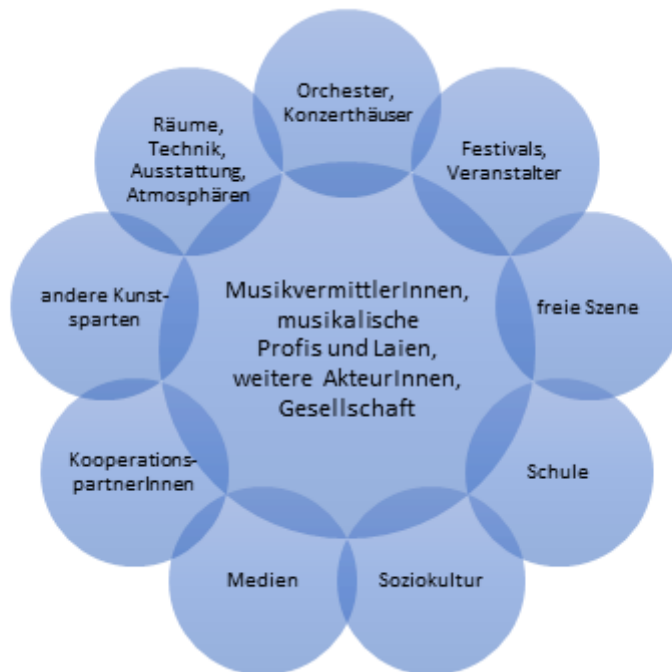 Orchester,
Konzerthäuser
Festivals,
Veranstalter
freie Szene
Schule
Soziokultur
Medien
Kooperations-
partnerInnen
andere Kunst-
sparten
Räume,
Technik,
Ausstattung,
Atmosphären
MusikvermittlerInnen,
musikalische
Profis und Laien,
weitere AkteurInnen,
Gesellschaft